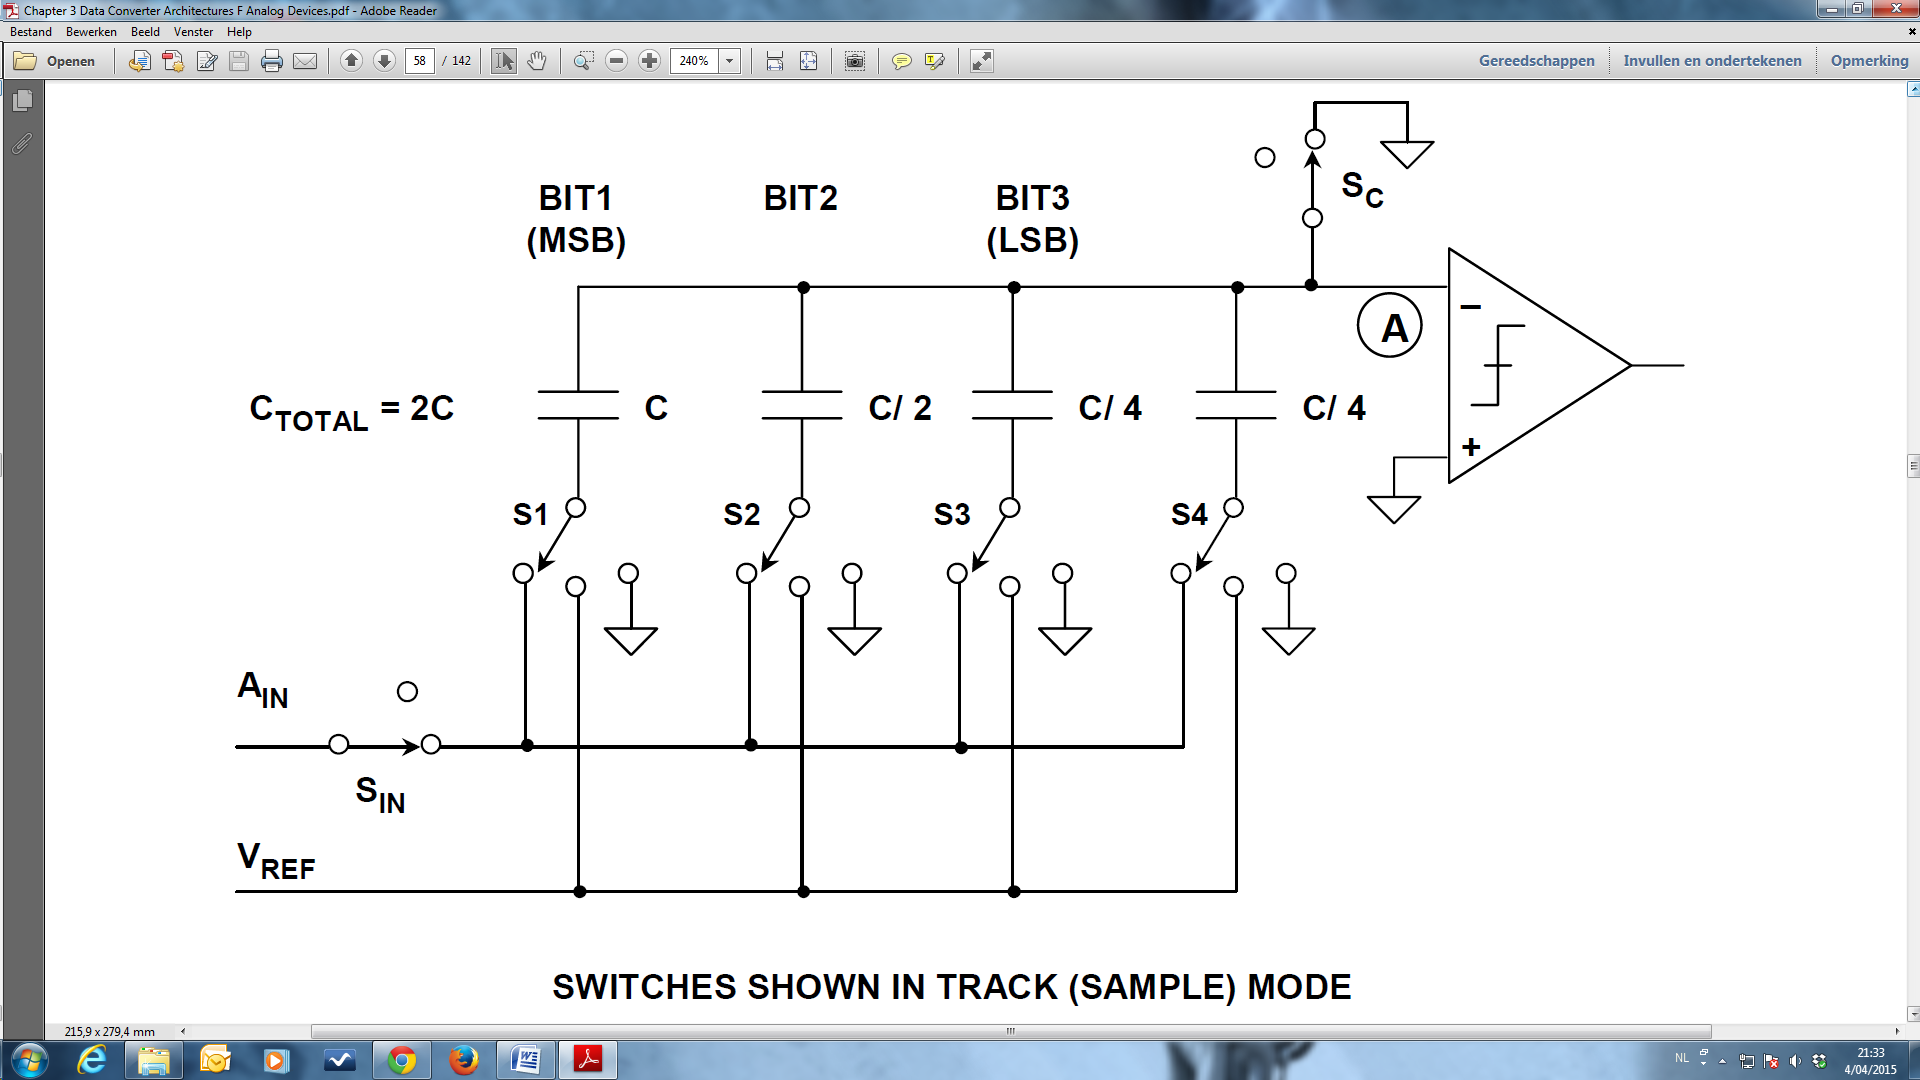 Chapter 3 Data Converter Architectures F Analog Devices.pdf - Adobe Reader
Bestand Bewerken Beeld Venster Help
Openen 58 / 142 240% Gereedschappen Invullen en ondertekenen Opmerking
BIT1 BIT2 BIT3 SC
(MSB) (LSB)
A
–
CTOTAL = 2C C C/ 2 C/ 4 C/ 4
+
S1 S2 S3 S4
AIN
SIN
VREF
SWITCHES SHOWN IN TRACK (SAMPLE) MODE
215,9 x 279,4 mm
NL 21:33
4/04/2015